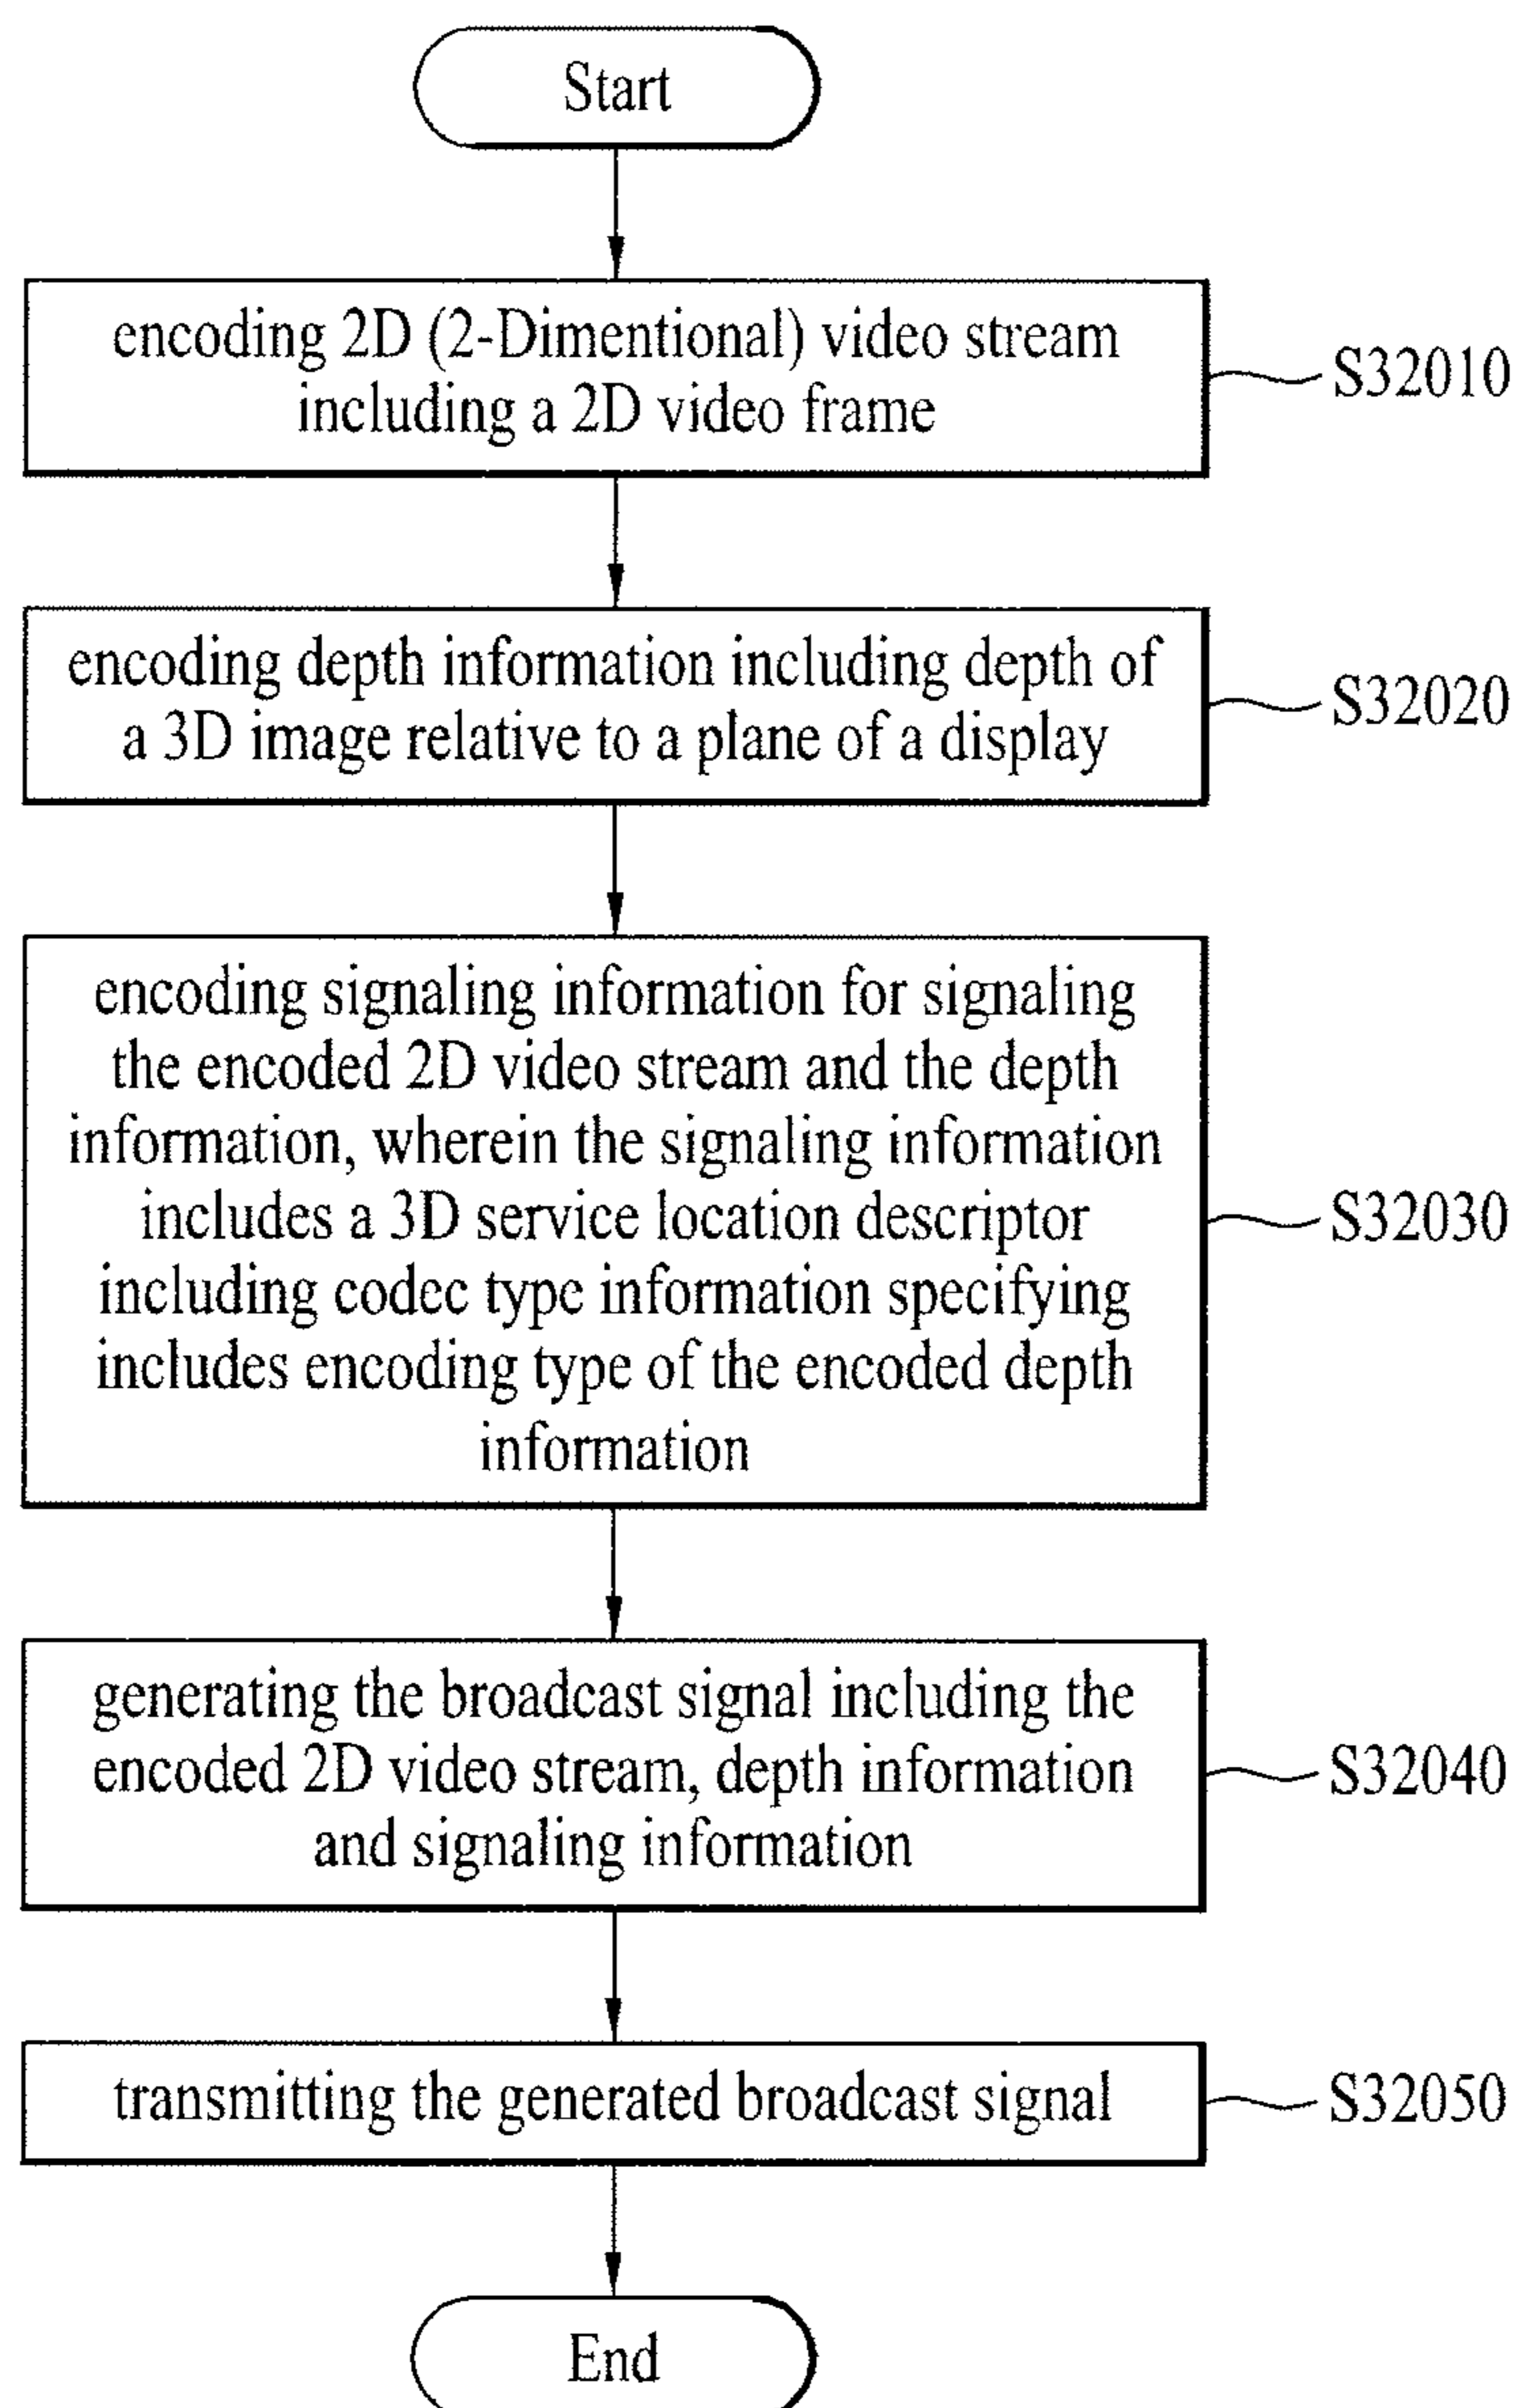 Start
encoding 2D (2-Dimentional) video stream
including a 2D video frame
S32010
encoding depth information including depth of
a 3D image relative to a plane of a display
S32020
encoding signaling information for signaling
the encoded 2D video stream and the depth
information, wherein the signaling information
includes a 3D service location descriptor
including codec type information specifying
includes encoding type of the encoded depth
information
S32030
generating the broadcast signal including the
encoded 2D video stream, depth information
and signaling information
S32040
transmitting the generated broadcast signal
S32050
End